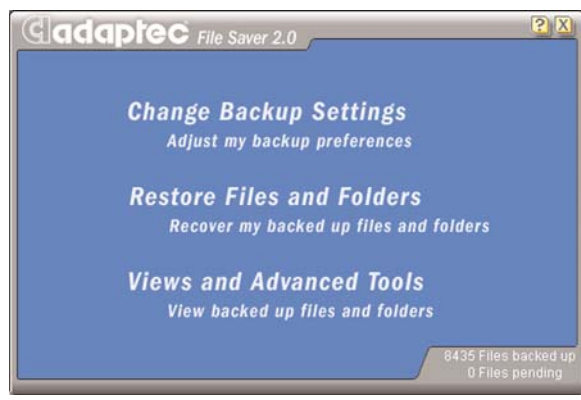 adaptec File Saver 2.0
? X
Change Backup Settings
Adjust my backup preferences
Restore Files and Folders
Recover my backed up files and folders
Views and Advanced Tools
View backed up files and folders
8435 Files backed up
0 Files pending